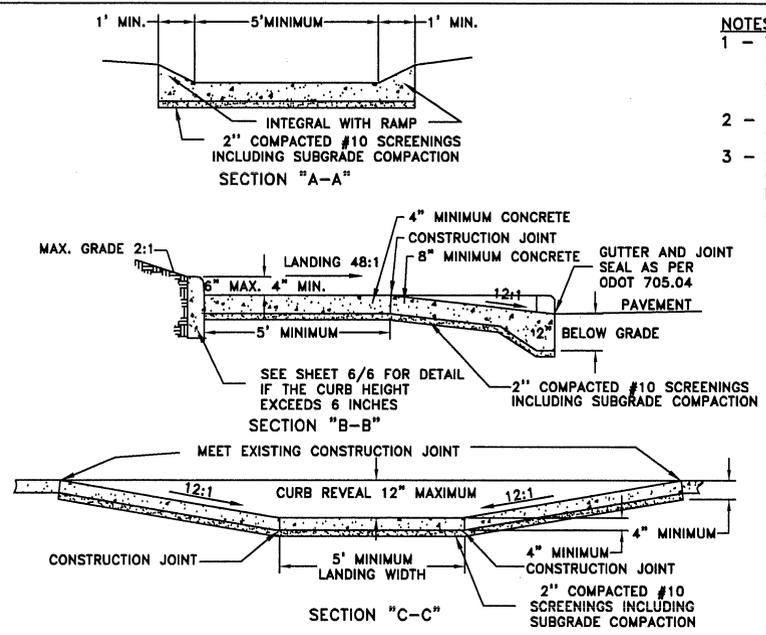 1' MIN.
5'MINIMUM
1' MIN.
INTEGRAL WITH RAMP
2" COMPACTED #10 SCREENINGS
INCLUDING SUBGRADE COMPACTION
SECTION "A-A"
NOTES
1 -
2 -
3 -
MAX. GRADE 2:1
LANDING 48:1
6" MAX. 4" MIN.
5' MINIMUM
4" MINIMUM CONCRETE
CONSTRUCTION JOINT
8" MINIMUM CONCRETE
12:1
GUTTER AND JOINT
SEAL AS PER
ODOT 705.04
PAVEMENT
12"
BELOW GRADE
SEE SHEET 6/6 FOR DETAIL
IF THE CURB HEIGHT
EXCEEDS 6 INCHES
2" COMPACTED #10 SCREENINGS
INCLUDING SUBGRADE COMPACTION
SECTION "B-B"
MEET EXISTING CONSTRUCTION JOINT
12:1
CURB REVEAL 12" MAXIMUM
12:1
4" MINIMUM
CONSTRUCTION JOINT
5' MINIMUM
LANDING WIDTH
4" MINIMUM
CONSTRUCTION JOINT
2" COMPACTED #10
SCREENINGS INCLUDING
SUBGRADE COMPACTION
SECTION "C-C"